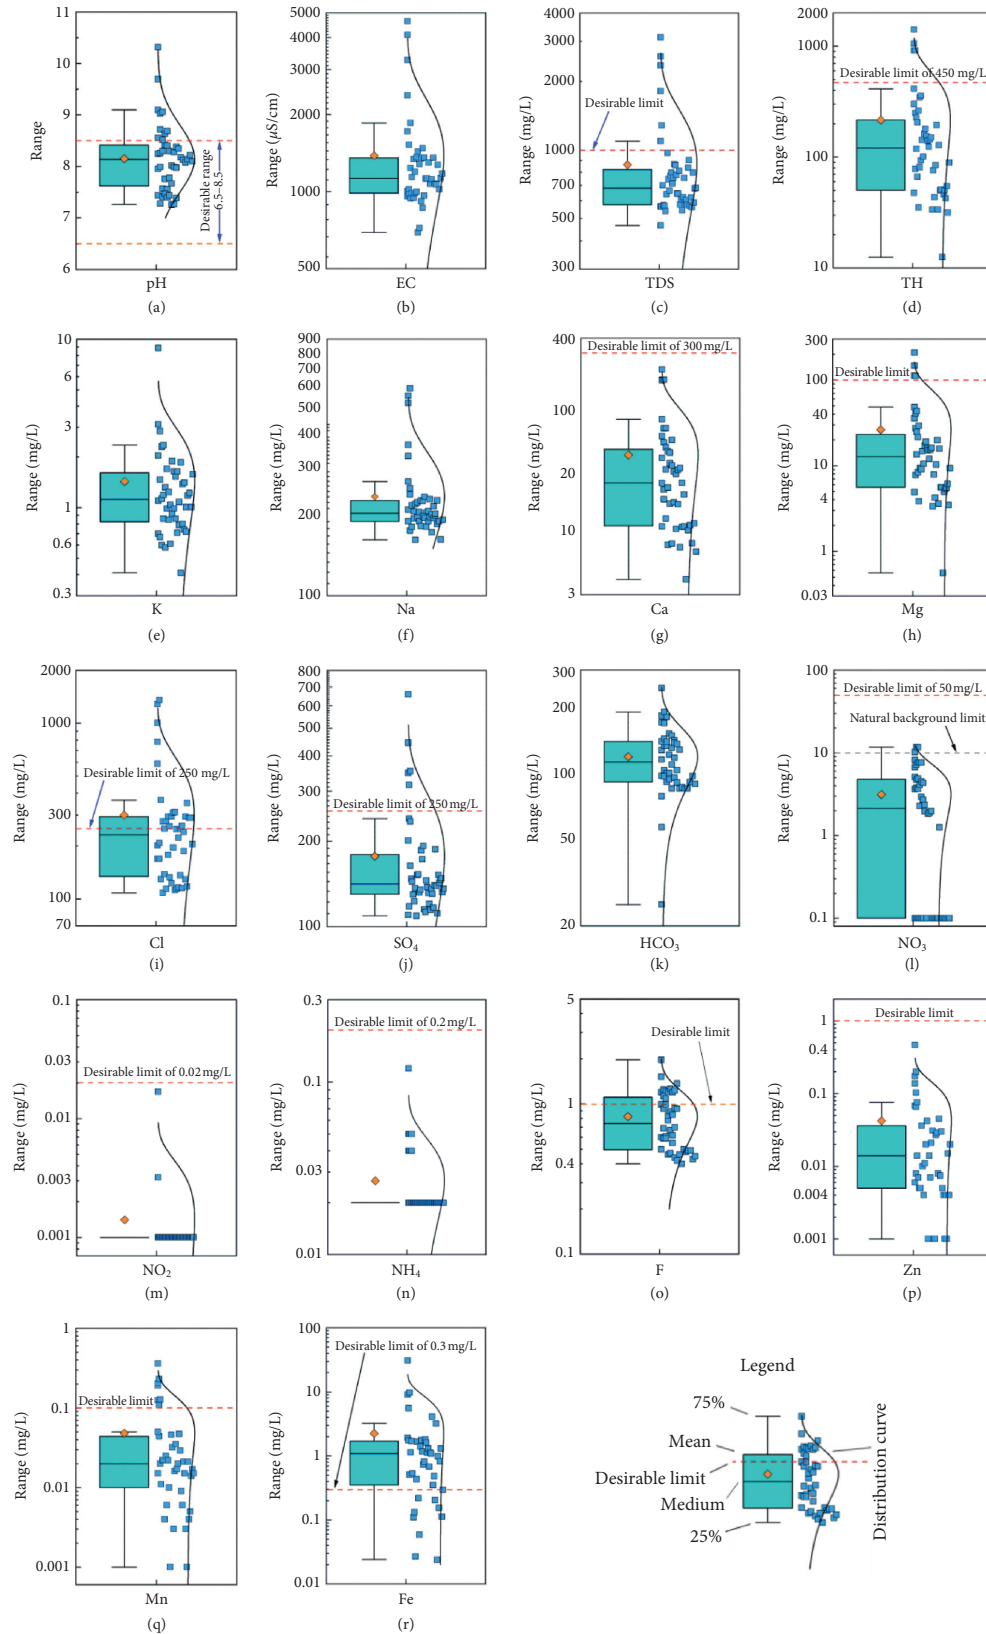 11
10
9
8
7
6
Range
Desirable range
6.5–8.5
pH
(a)
5000
4000
3000
2000
1000
500
Range (μS/cm)
EC
(b)
4000
3000
2000
1000
700
500
300
Range (mg/L)
Desirable limit
TDS
(c)
2000
1000
100
10
Range (mg/L)
Desirable limit of 450 mg/L
TH
(d)
10
6
3
1
0.6
0.3
Range (mg/L)
K
(e)
900
800
700
600
500
400
300
200
100
Range (mg/L)
Na
(f)
400
100
20
10
3
Range (mg/L)
Desirable limit of 300 mg/L
Ca
(g)
300
100
40
10
4
1
0.03
Range (mg/L)
Desirable limit
Mg
(h)
2000
1000
300
100
70
Range (mg/L)
Desirable limit of 250 mg/L
Cl
(i)
800
700
600
500
400
300
200
100
Range (mg/L)
Desirable limit of 250 mg/L
SO₄
(j)
300
200
100
50
20
Range (mg/L)
HCO₃
(k)
100
10
1
0.1
Range (mg/L)
Desirable limit of 50 mg/L
Natural background limit
NO₃
(l)
0.1
0.03
0.01
0.003
0.001
Range (mg/L)
Desirable limit of 0.02 mg/L
NO₂
(m)
0.3
0.1
0.03
0.01
Range (mg/L)
Desirable limit of 0.2 mg/L
NH₄
(n)
5
1
0.4
0.1
Range (mg/L)
Desirable limit
F
(o)
1
0.4
0.1
0.01
0.004
0.001
Range (mg/L)
Desirable limit
Zn
(p)
1
0.1
0.01
0.001
Range (mg/L)
Desirable limit
Mn
(q)
100
10
1
0.1
0.01
Range (mg/L)
Desirable limit of 0.3 mg/L
Fe
(r)
Legend
75%
Mean
Desirable limit
Medium
25%
Distribution curve